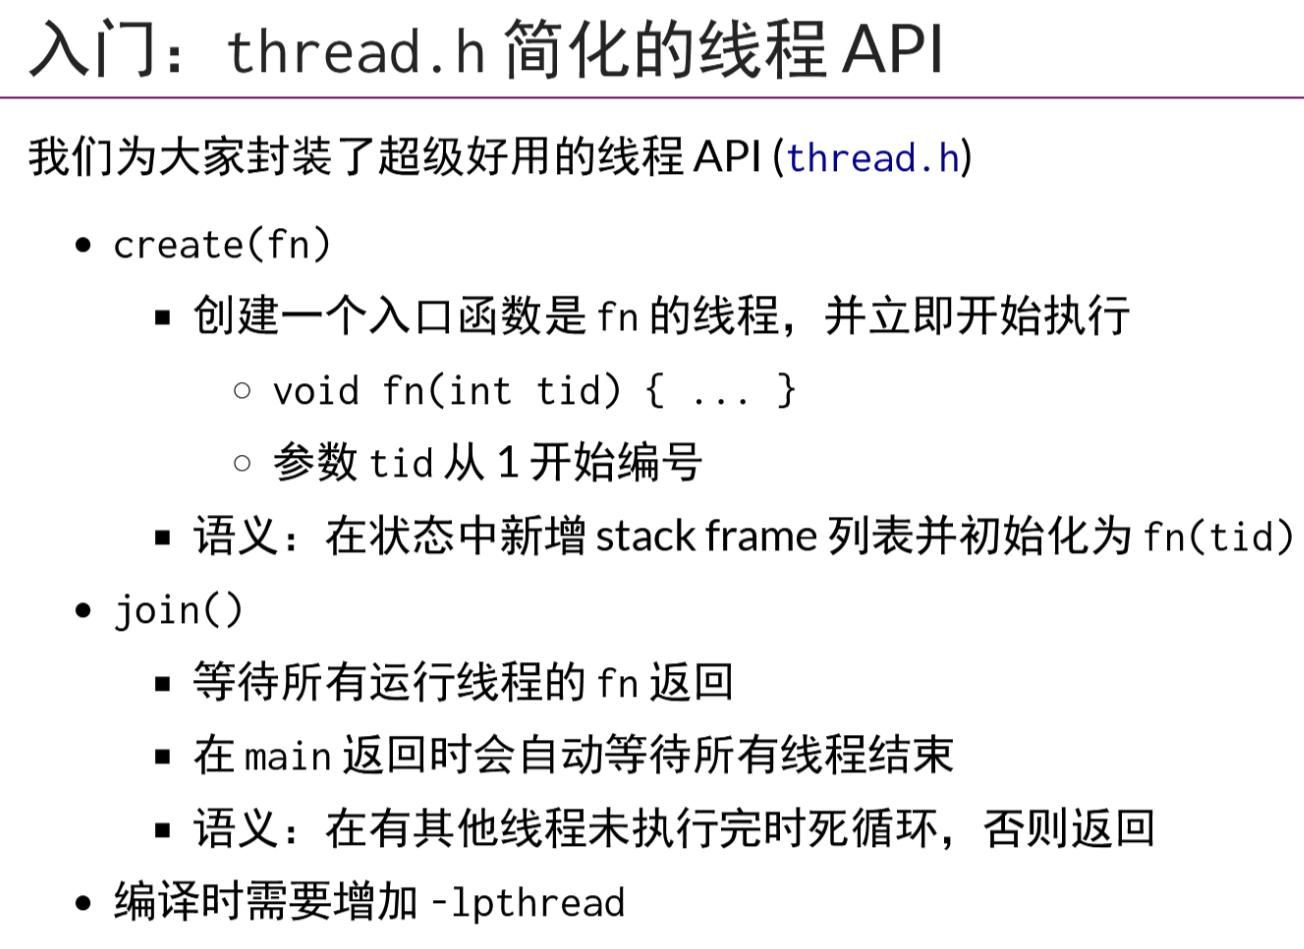 入门：thread.h 简化的线程 API
我们为大家封装了超级好用的线程 API (thread.h)
• create(fn)
▪ 创建一个入口函数是 fn 的线程，并立即开始执行
◦ void fn(int tid) { ... }
◦ 参数 tid 从 1 开始编号
▪ 语义：在状态中新增 stack frame 列表并初始化为 fn(tid)
• join()
▪ 等待所有运行线程的 fn 返回
▪ 在 main 返回时会自动等待所有线程结束
▪ 语义：在有其他线程未执行完时死循环，否则返回
• 编译时需要增加 -lpthread